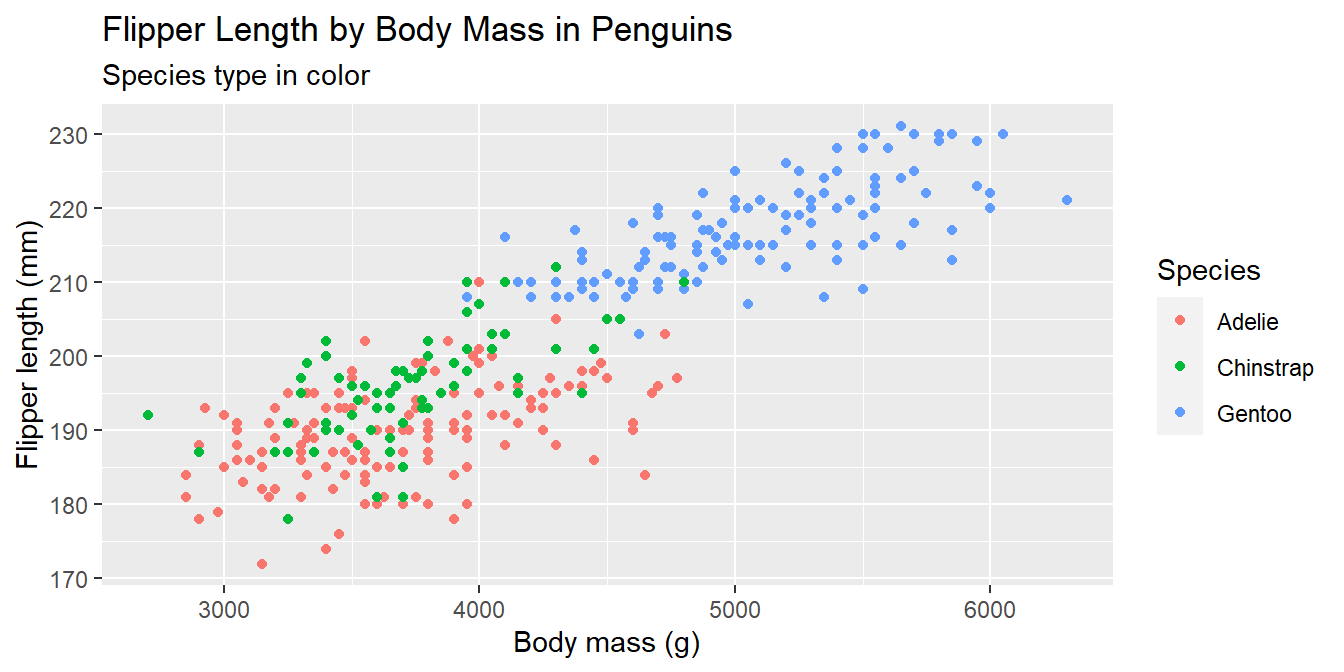 Flipper Length by Body Mass in Penguins
Species type in color
230
220
210
200
190
180
170
Flipper length (mm)
3000 4000 5000 6000
Body mass (g)
Species
Adelie
Chinstrap
Gentoo